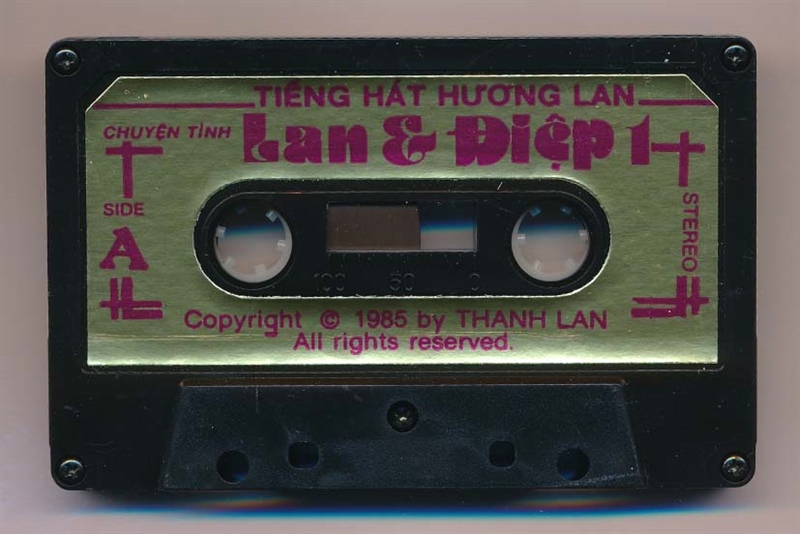 TIẾNG HÁT HƯƠNG LAN
CHUYỆN TÌNH
Lan & Điệp 1
SIDE
A
STEREO
100 50 0
Copyright © 1985 by THANH LAN
All rights reserved.